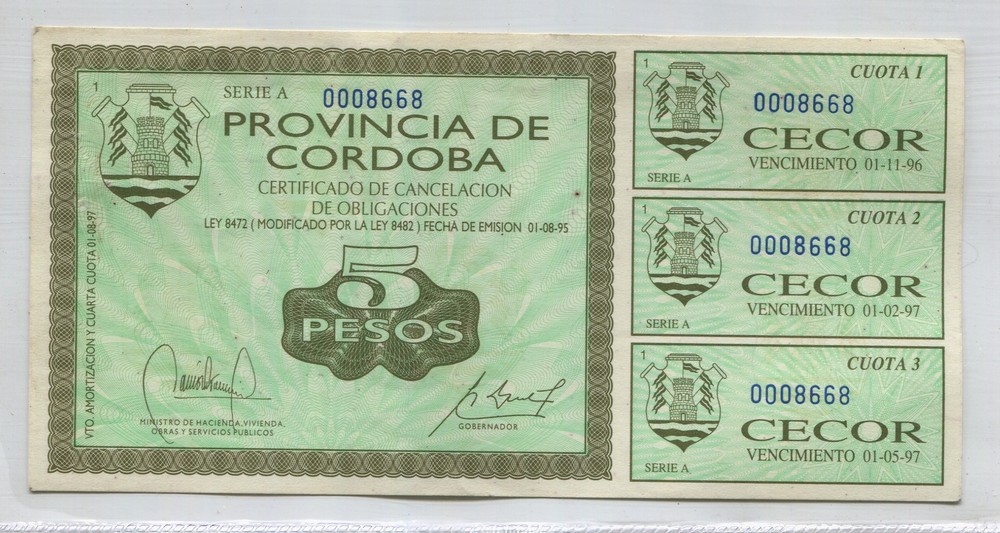 1
SERIE A 0008668
PROVINCIA DE
CORDOBA
CERTIFICADO DE CANCELACION
DE OBLIGACIONES
LEY 8472 ( MODIFICADO POR LA LEY 8482 ) FECHA DE EMISION 01-08-95
VTO. AMORTIZACION Y CUARTA CUOTA 01-08-97
5
PESOS
MINISTRO DE HACIENDA, VIVIENDA,
OBRAS Y SERVICIOS PUBLICOS
GOBERNADOR
1
CUOTA 1
0008668
CECOR
VENCIMIENTO 01-11-96
SERIE A
1
CUOTA 2
0008668
CECOR
VENCIMIENTO 01-02-97
SERIE A
1
CUOTA 3
0008668
CECOR
VENCIMIENTO 01-05-97
SERIE A